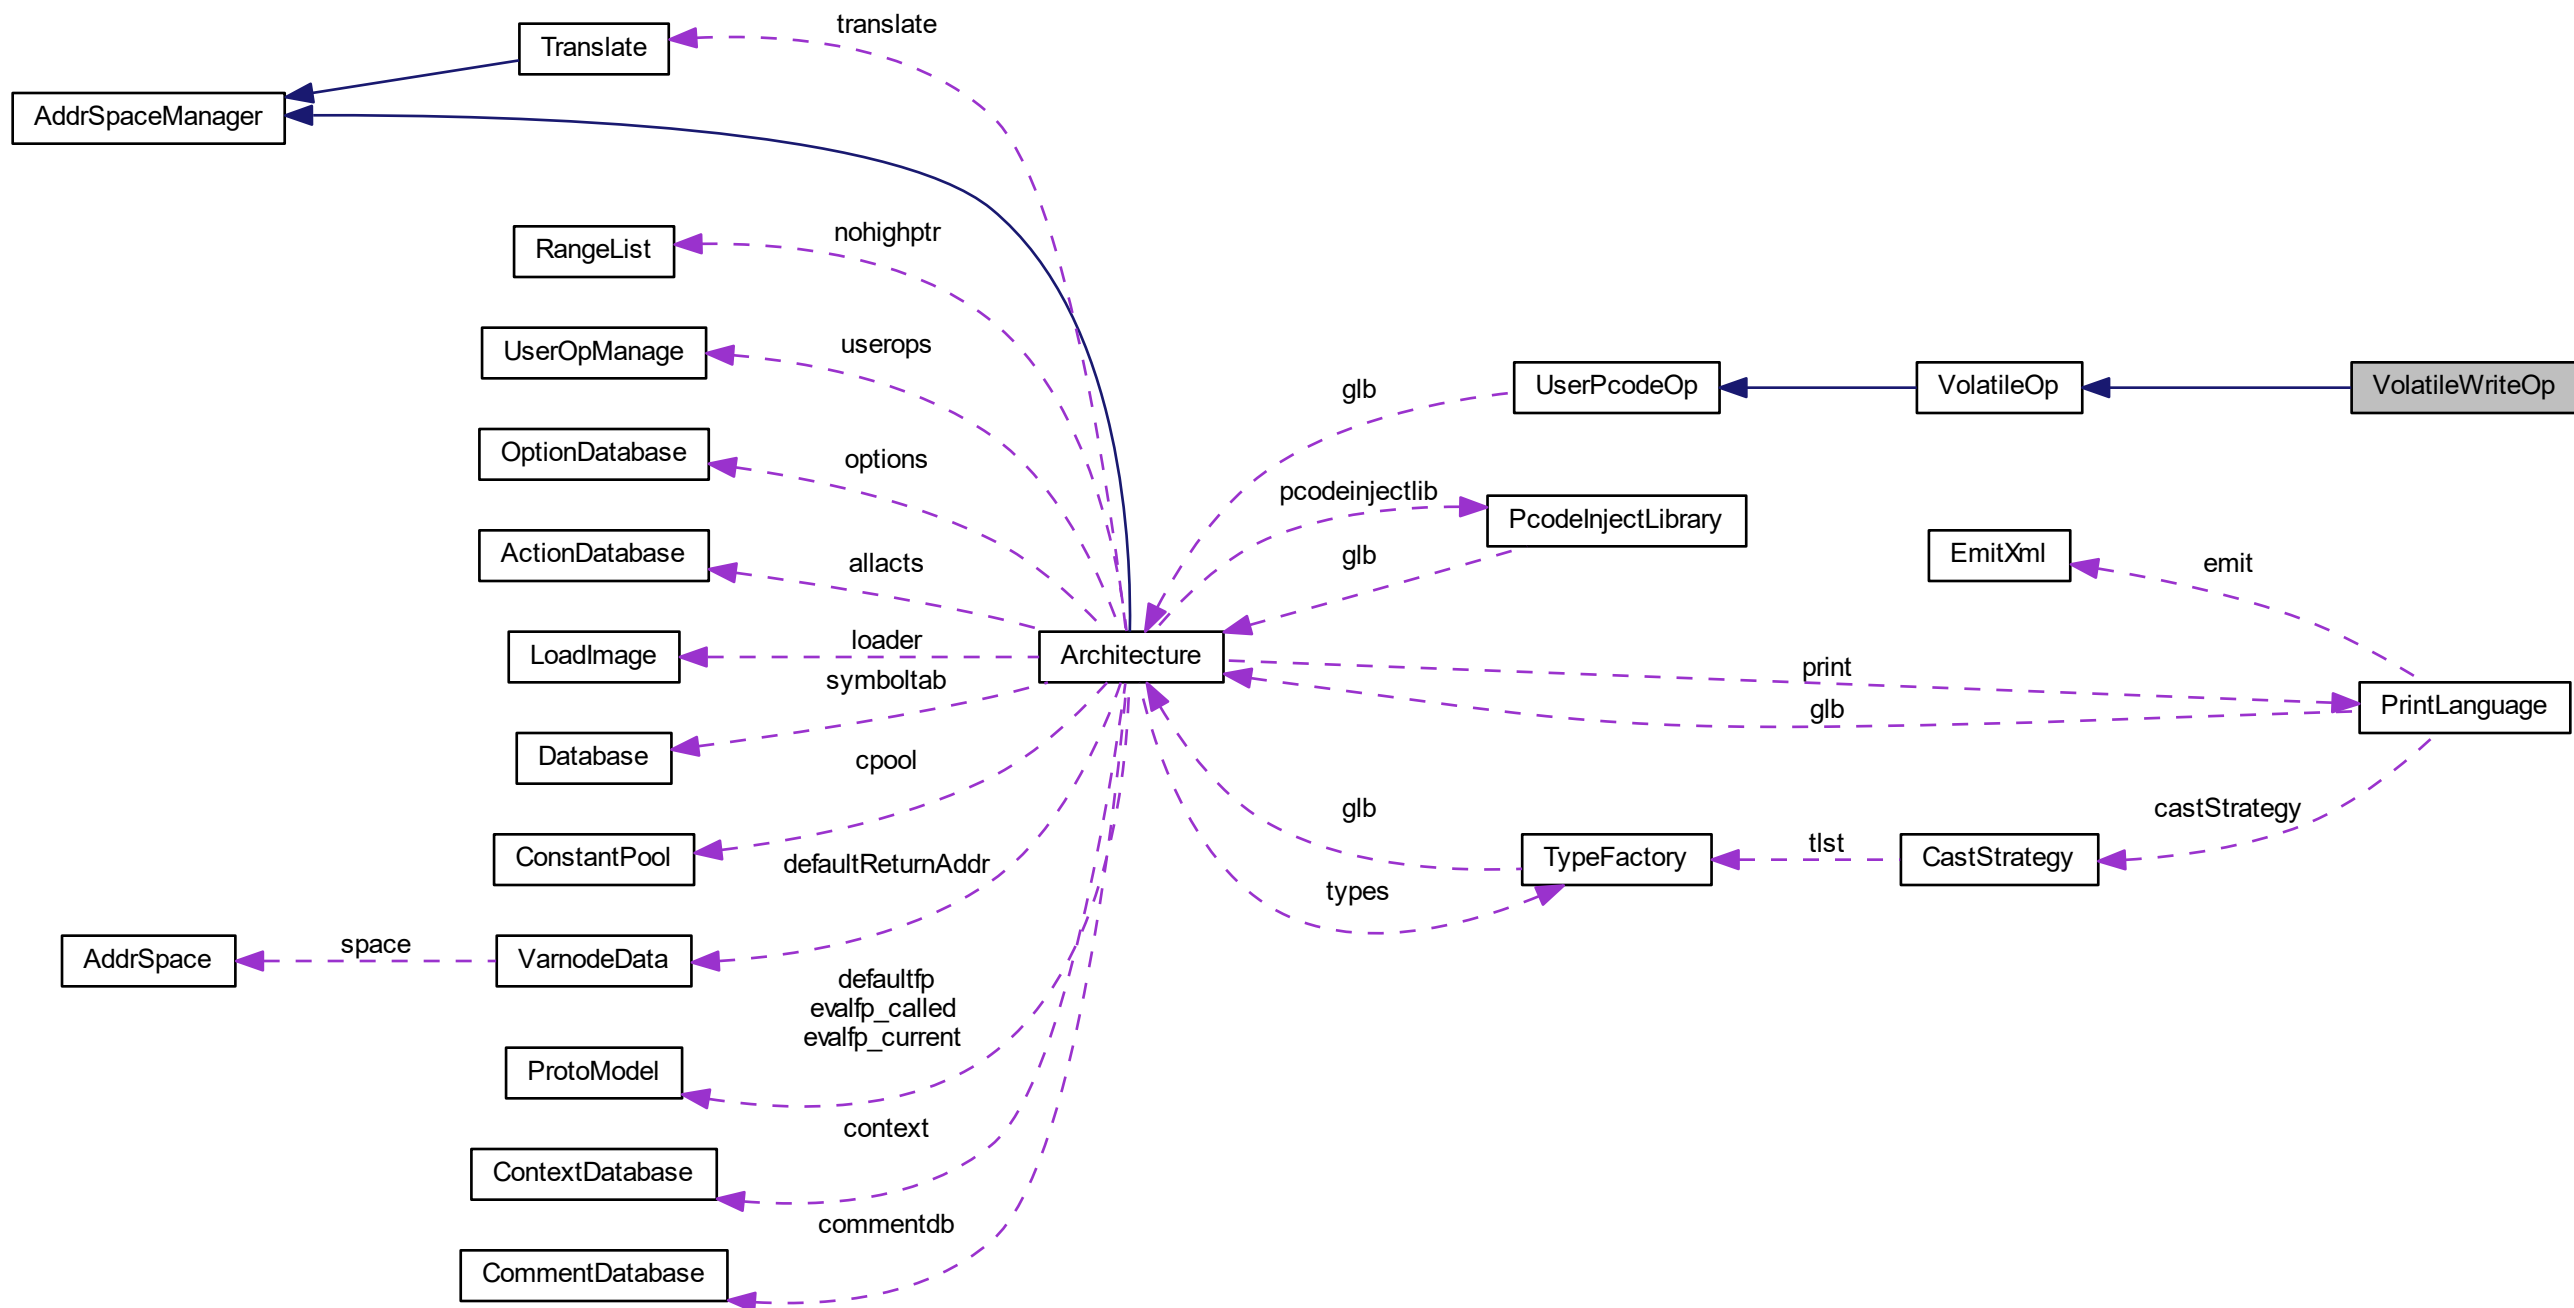 translate
Translate
AddrSpaceManager
nohighptr
RangeList
userops
UserOpManage
glb
UserPcodeOp
VolatileOp
VolatileWriteOp
options
OptionDatabase
pcodeinjectlib
PcodeInjectLibrary
allacts
ActionDatabase
glb
EmitXml
emit
loader
LoadImage
Architecture
symboltab
print
glb
PrintLanguage
Database
cpool
glb
castStrategy
ConstantPool
defaultReturnAddr
types
TypeFactory
tlst
CastStrategy
AddrSpace
space
VarnodeData
defaultfp
evalfp_called
evalfp_current
ProtoModel
context
ContextDatabase
commentdb
CommentDatabase